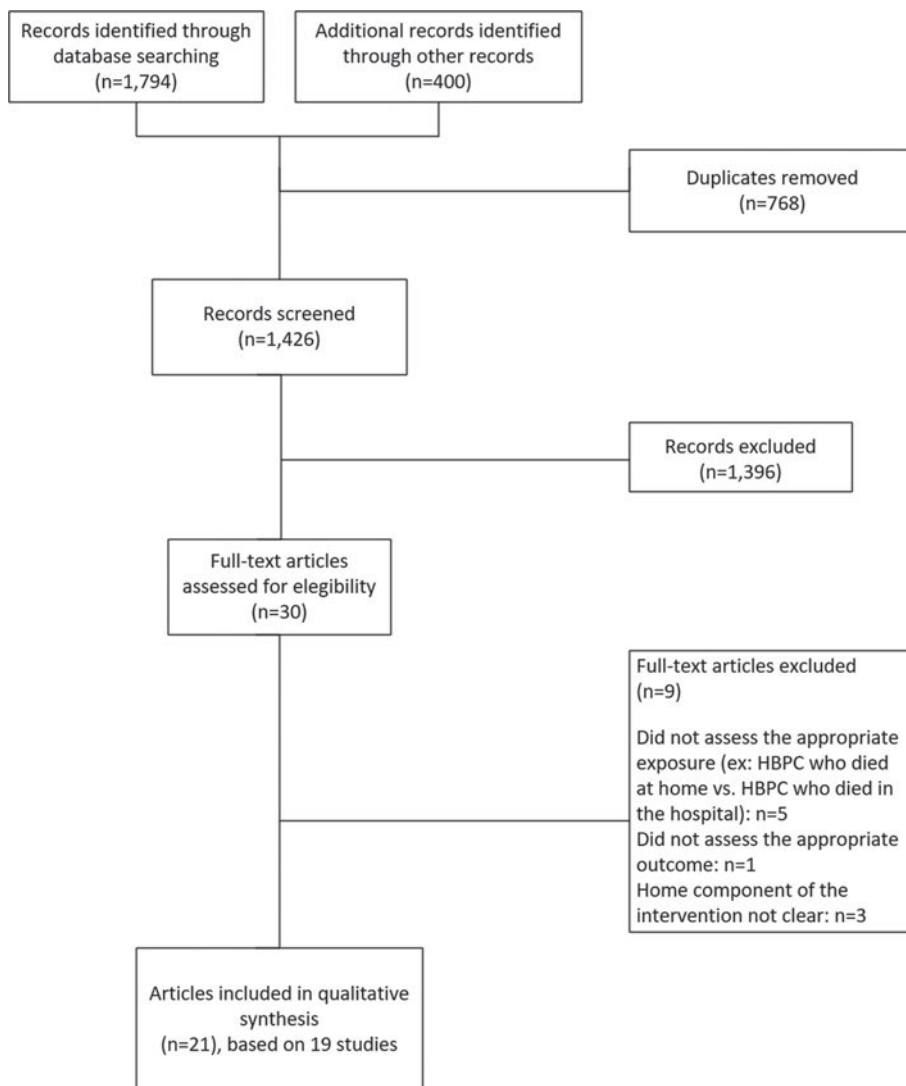 Records identified through
database searching
(n=1,794)
Additional records identified
through other records
(n=400)
Duplicates removed
(n=768)
Records screened
(n=1,426)
Records excluded
(n=1,396)
Full-text articles
assessed for elegibility
(n=30)
Full-text articles excluded
(n=9)
Did not assess the appropriate
exposure (ex: HBPC who died
at home vs. HBPC who died in
the hospital): n=5
Did not assess the appropriate
outcome: n=1
Home component of the
intervention not clear: n=3
Articles included in qualitative
synthesis
(n=21), based on 19 studies